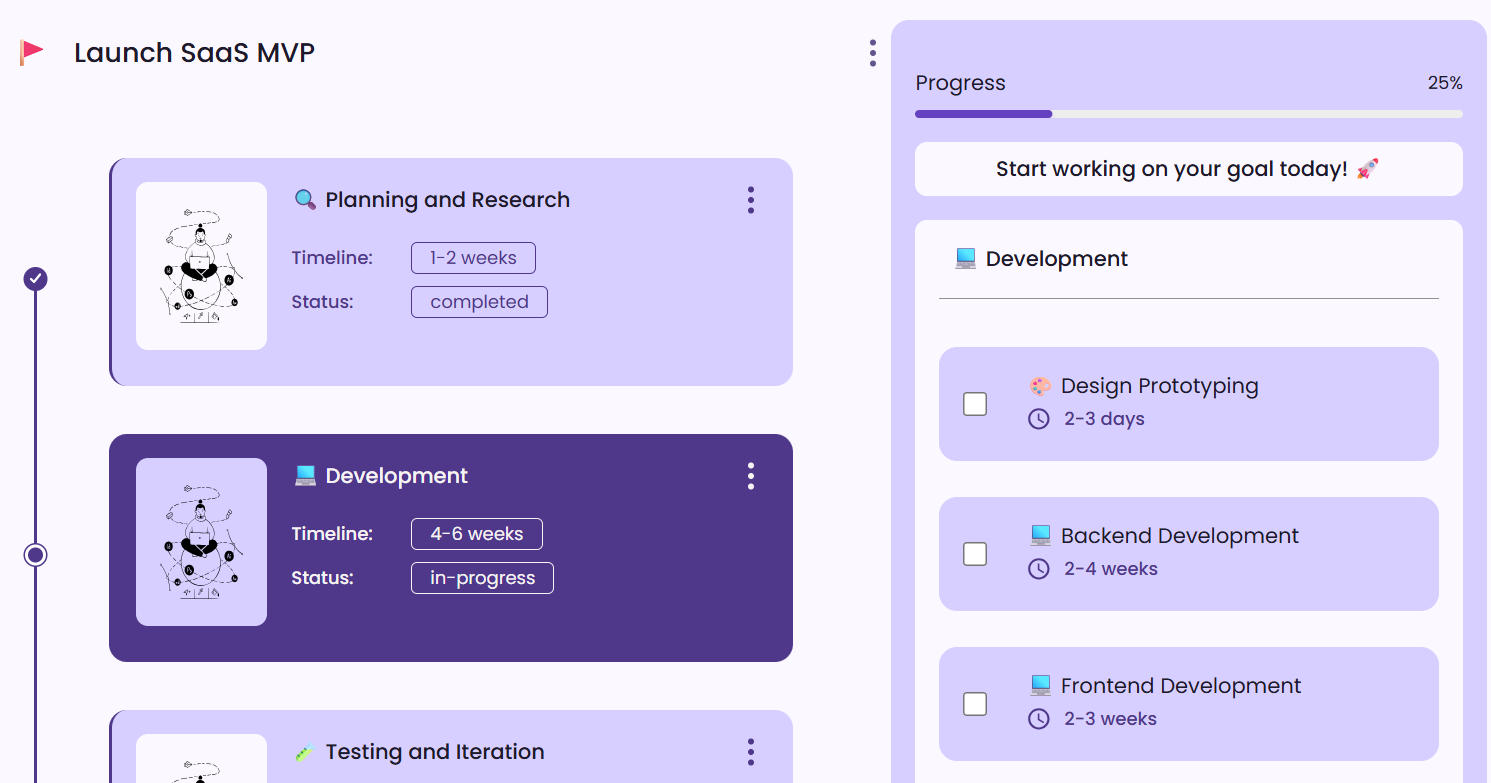 Launch SaaS MVP
Planning and Research
Timeline: 1-2 weeks
Status: completed
Development
Timeline: 4-6 weeks
Status: in-progress
Testing and Iteration
Progress 25%
Start working on your goal today! 🚀
Development
Design Prototyping
2-3 days
Backend Development
2-4 weeks
Frontend Development
2-3 weeks